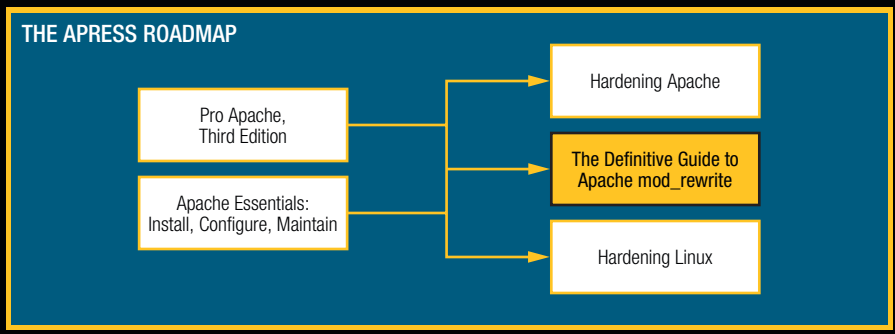 THE APRESS ROADMAP
Pro Apache,
Third Edition
Apache Essentials:
Install, Configure, Maintain
Hardening Apache
The Definitive Guide to
Apache mod_rewrite
Hardening Linux